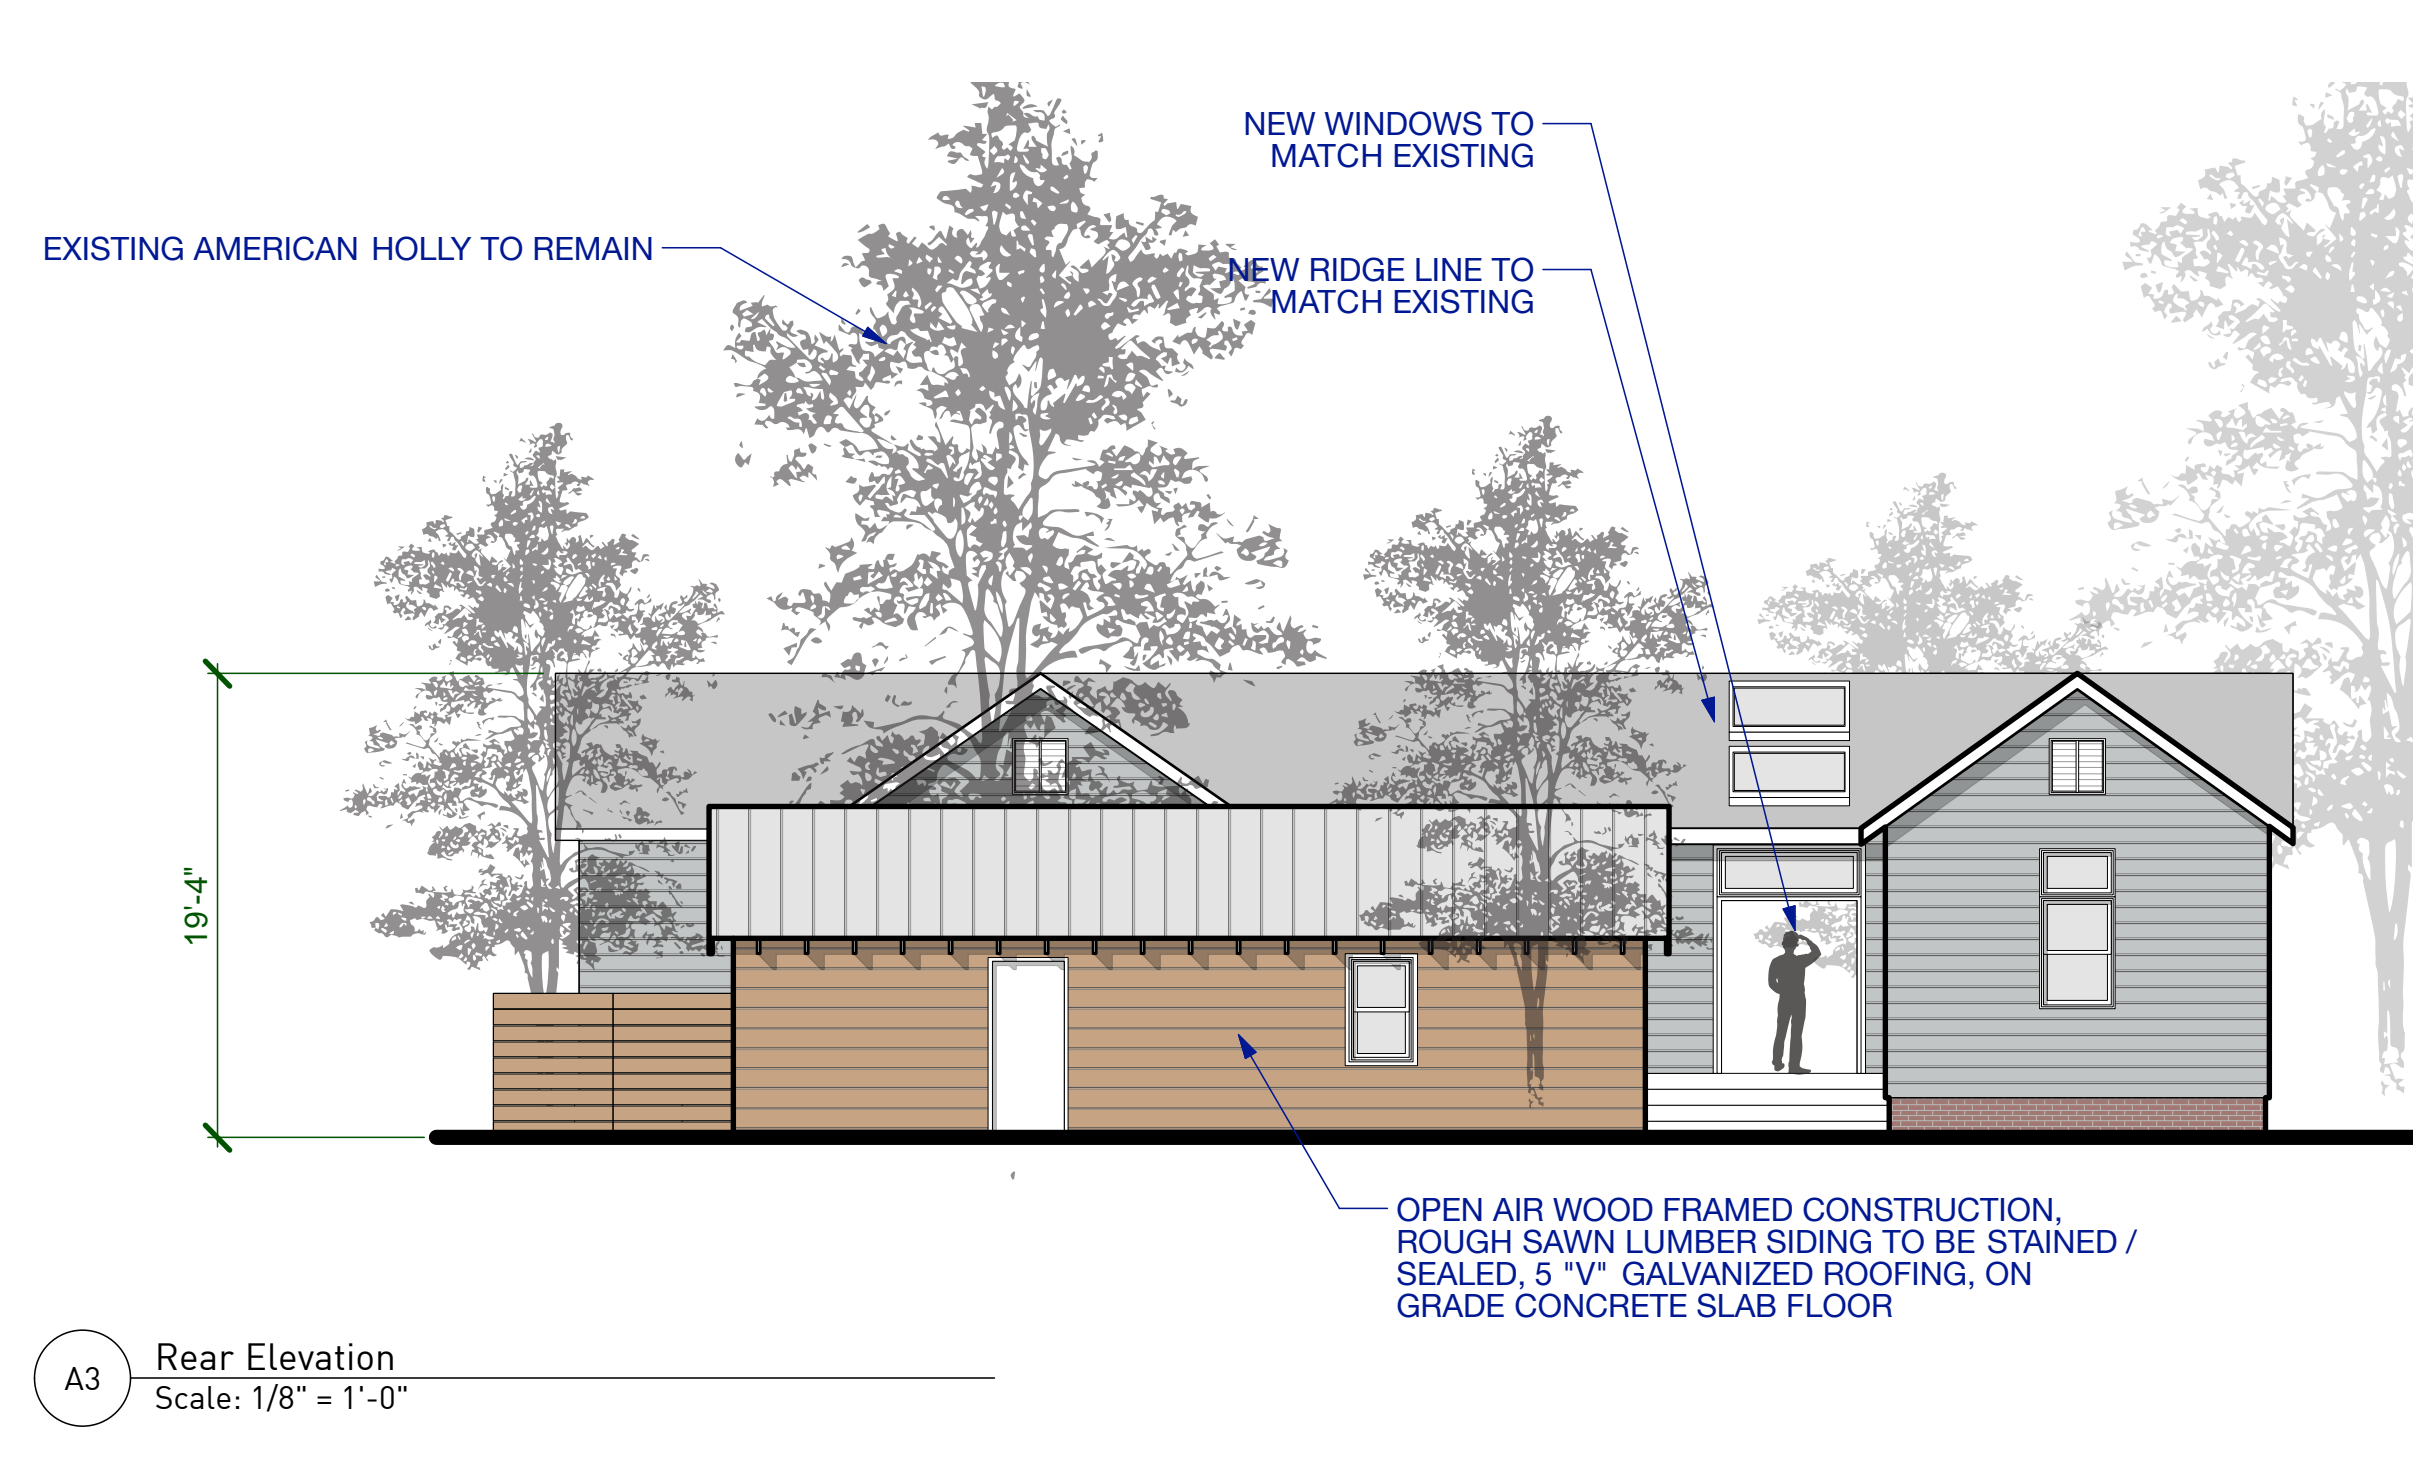 NEW WINDOWS TO
MATCH EXISTING
EXISTING AMERICAN HOLLY TO REMAIN
NEW RIDGE LINE TO
MATCH EXISTING
19'-4"
OPEN AIR WOOD FRAMED CONSTRUCTION,
ROUGH SAWN LUMBER SIDING TO BE STAINED /
SEALED, 5 "V" GALVANIZED ROOFING, ON
GRADE CONCRETE SLAB FLOOR
A3
Rear Elevation
Scale: 1/8" = 1'-0"